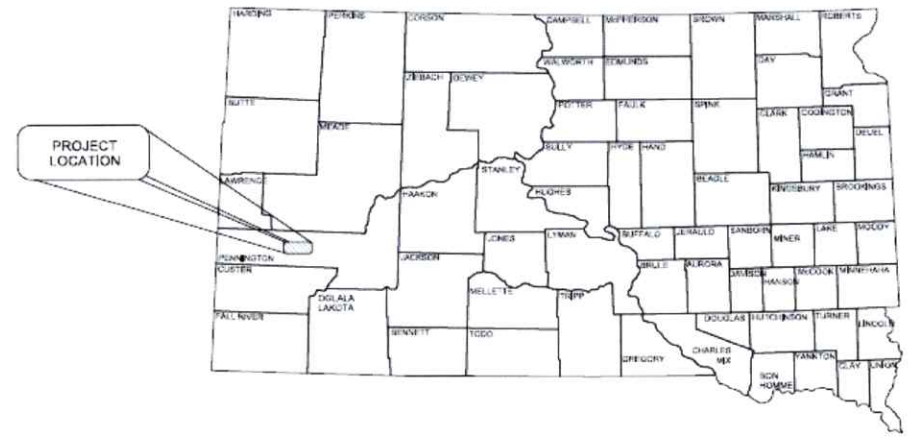 HARDING
PERKINS
CORSON
CAMPBELL
McPHERSON
BROWN
MARSHALL
ROBERTS
WALWORTH
EDMUNDS
DAY
ZIEBACH
DEWEY
GRANT
BUTTE
POTTER
FAULK
SPINK
CLARK
CODINGTON
MEADE
DEUEL
PROJECT
LOCATION
SULLY
HYDE
HAND
HAMLIN
STANLEY
LAWRENCE
HAAKON
HUGHES
BEADLE
KINGSBURY
BROOKINGS
PENNINGTON
JONES
LYMAN
BUFFALO
JERAULD
SANBORN
MINER
LAKE
MOODY
JACKSON
CUSTER
BRULE
AURORA
DAVISON
HANSON
McCOOK
MINNEHAHA
OGLALA
LAKOTA
MELLETTE
TRIPP
FALL RIVER
DOUGLAS
HUTCHINSON
TURNER
LINCOLN
BENNETT
TODD
GREGORY
CHARLES
MIX
BON
HOMME
YANKTON
CLAY
UNION